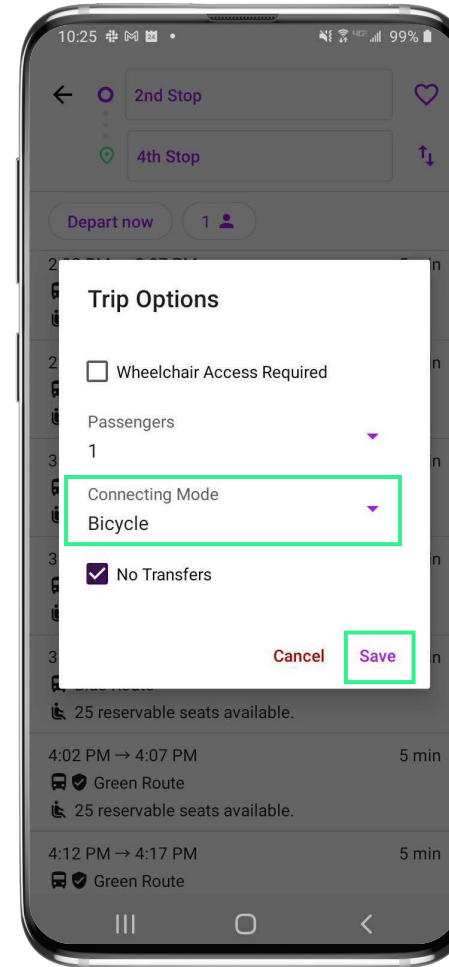 10:25 99%
2nd Stop
4th Stop
Depart now 1
Trip Options
Wheelchair Access Required
Passengers
1
Connecting Mode
Bicycle
No Transfers
Cancel Save
25 reservable seats available.
4:02 PM → 4:07 PM 5 min
Green Route
25 reservable seats available.
4:12 PM → 4:17 PM 5 min
Green Route